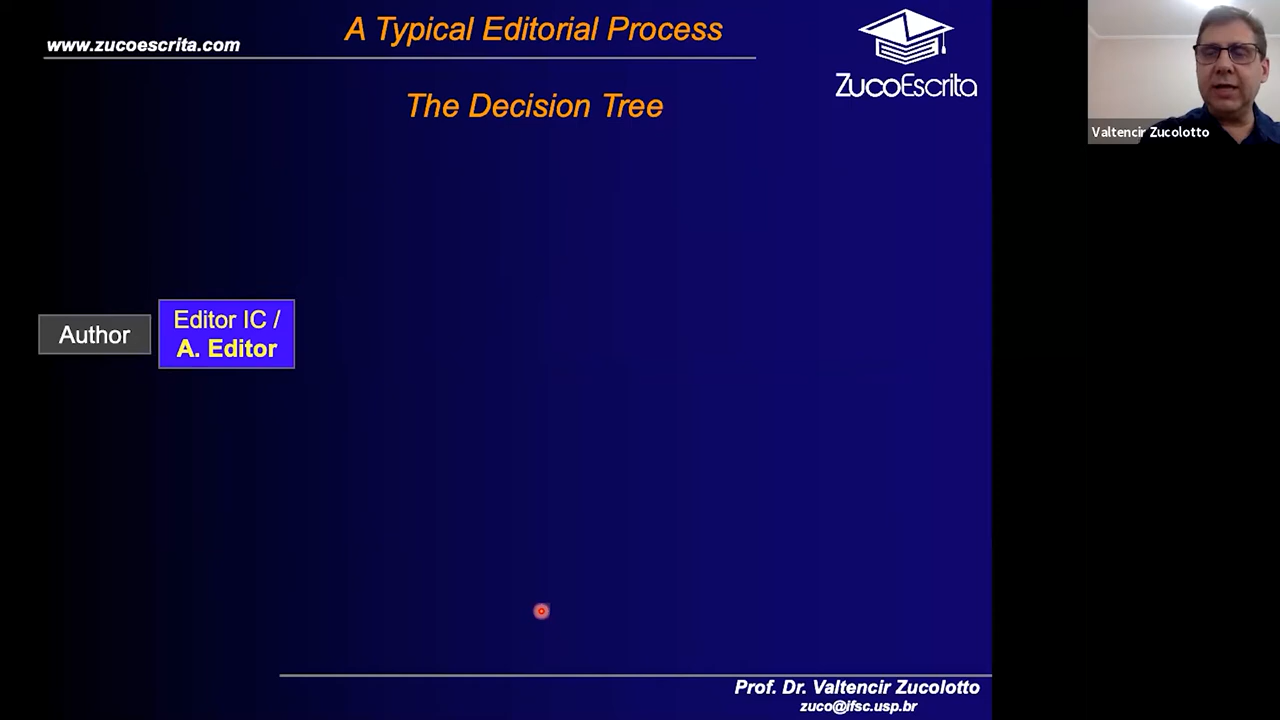 www.zucoescrita.com
A Typical Editorial Process
ZucoEscrita
The Decision Tree
Valtencir Zucolotto
Author
Editor IC /
A. Editor
Prof. Dr. Valtencir Zucolotto
zuco@ifsc.usp.br